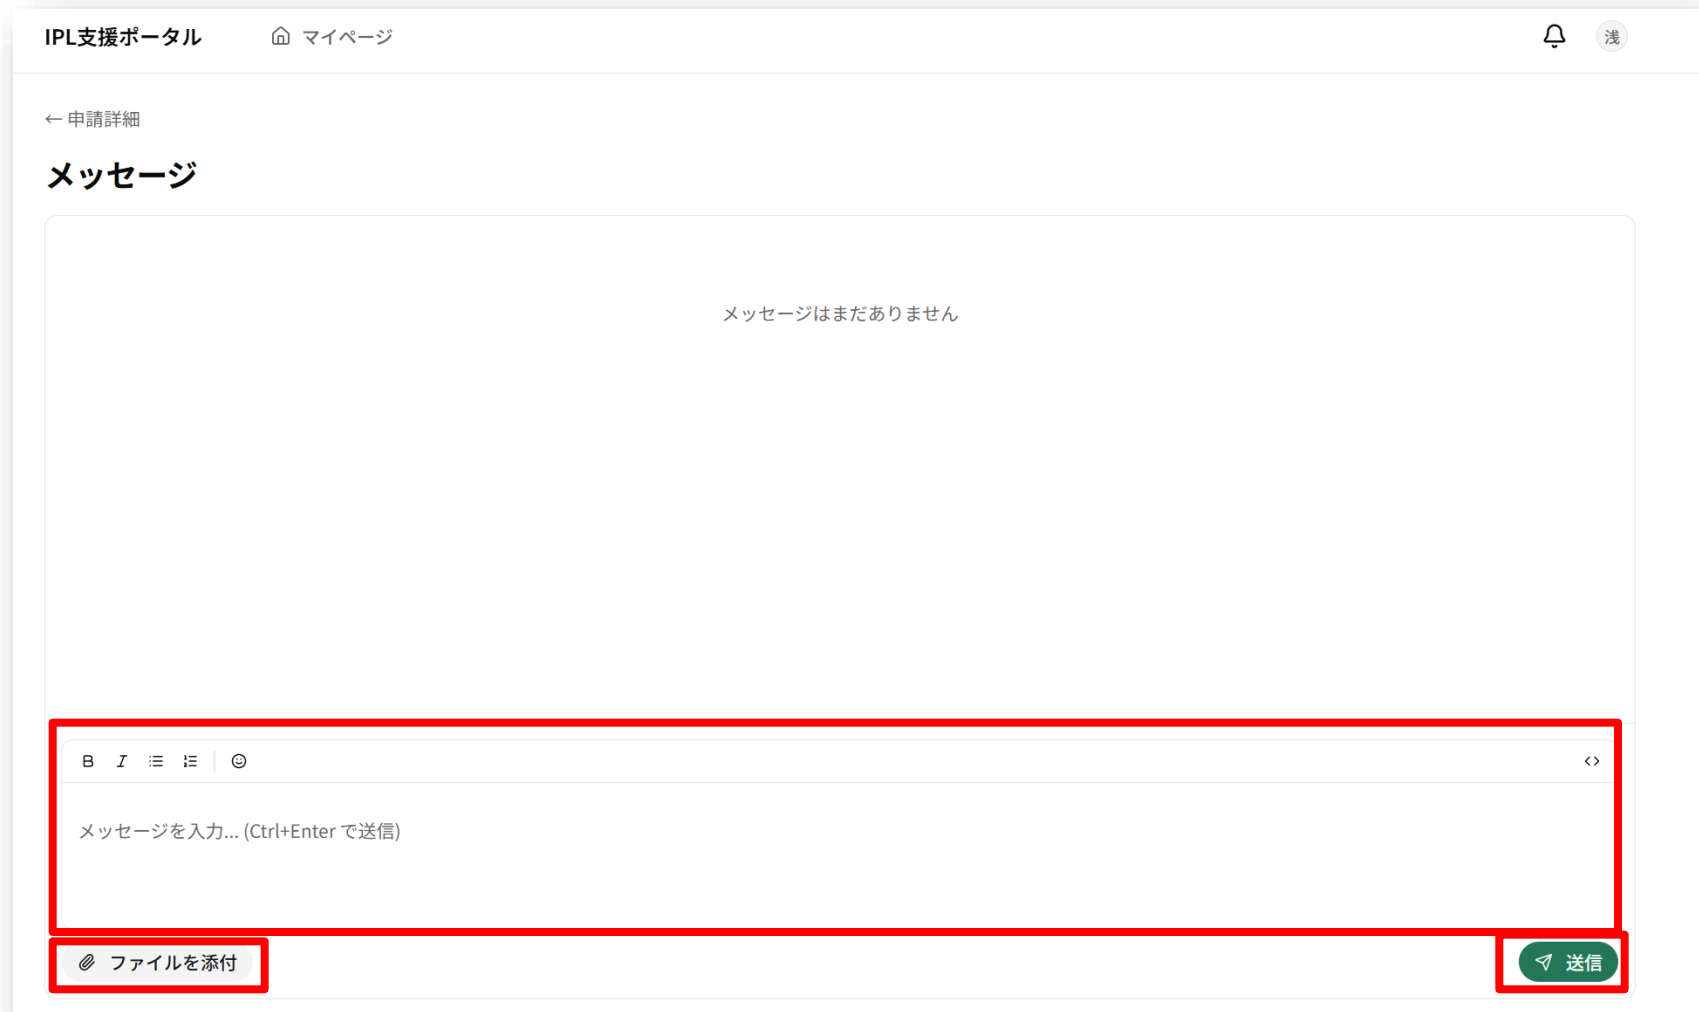 IPL支援ポータル
マイページ
浅
← 申請詳細
メッセージ
メッセージはまだありません
B I
メッセージを入力... (Ctrl+Enter で送信)
ファイルを添付
送信